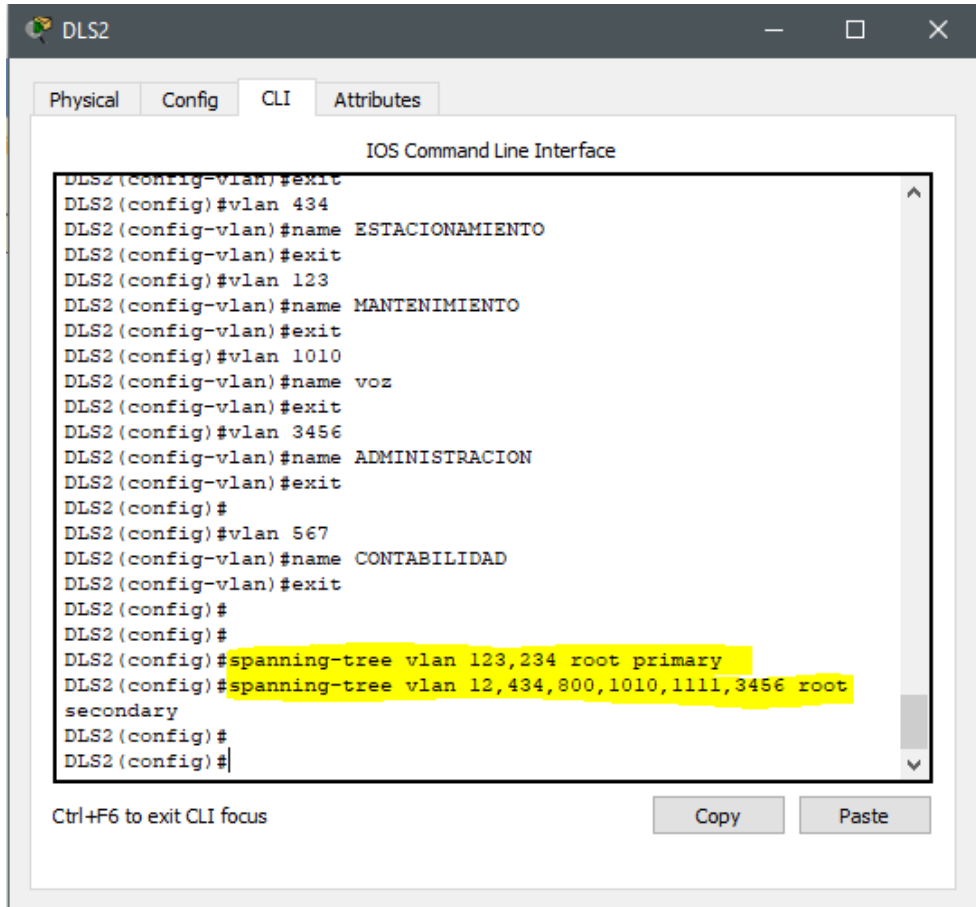 DLS2
Physical Config CLI Attributes
IOS Command Line Interface
DLS2(config-vlan)#exit
DLS2(config)#vlan 434
DLS2(config-vlan)#name ESTACIONAMIENTO
DLS2(config-vlan)#exit
DLS2(config)#vlan 123
DLS2(config-vlan)#name MANTENIMIENTO
DLS2(config-vlan)#exit
DLS2(config)#vlan 1010
DLS2(config-vlan)#name voz
DLS2(config-vlan)#exit
DLS2(config)#vlan 3456
DLS2(config-vlan)#name ADMINISTRACION
DLS2(config-vlan)#exit
DLS2(config)#
DLS2(config)#vlan 567
DLS2(config-vlan)#name CONTABILIDAD
DLS2(config-vlan)#exit
DLS2(config)#
DLS2(config)#
DLS2(config)#spanning-tree vlan 123,234 root primary
DLS2(config)#spanning-tree vlan 12,434,800,1010,1111,3456 root
secondary
DLS2(config)#
DLS2(config)#
Ctrl+F6 to exit CLI focus
Copy Paste